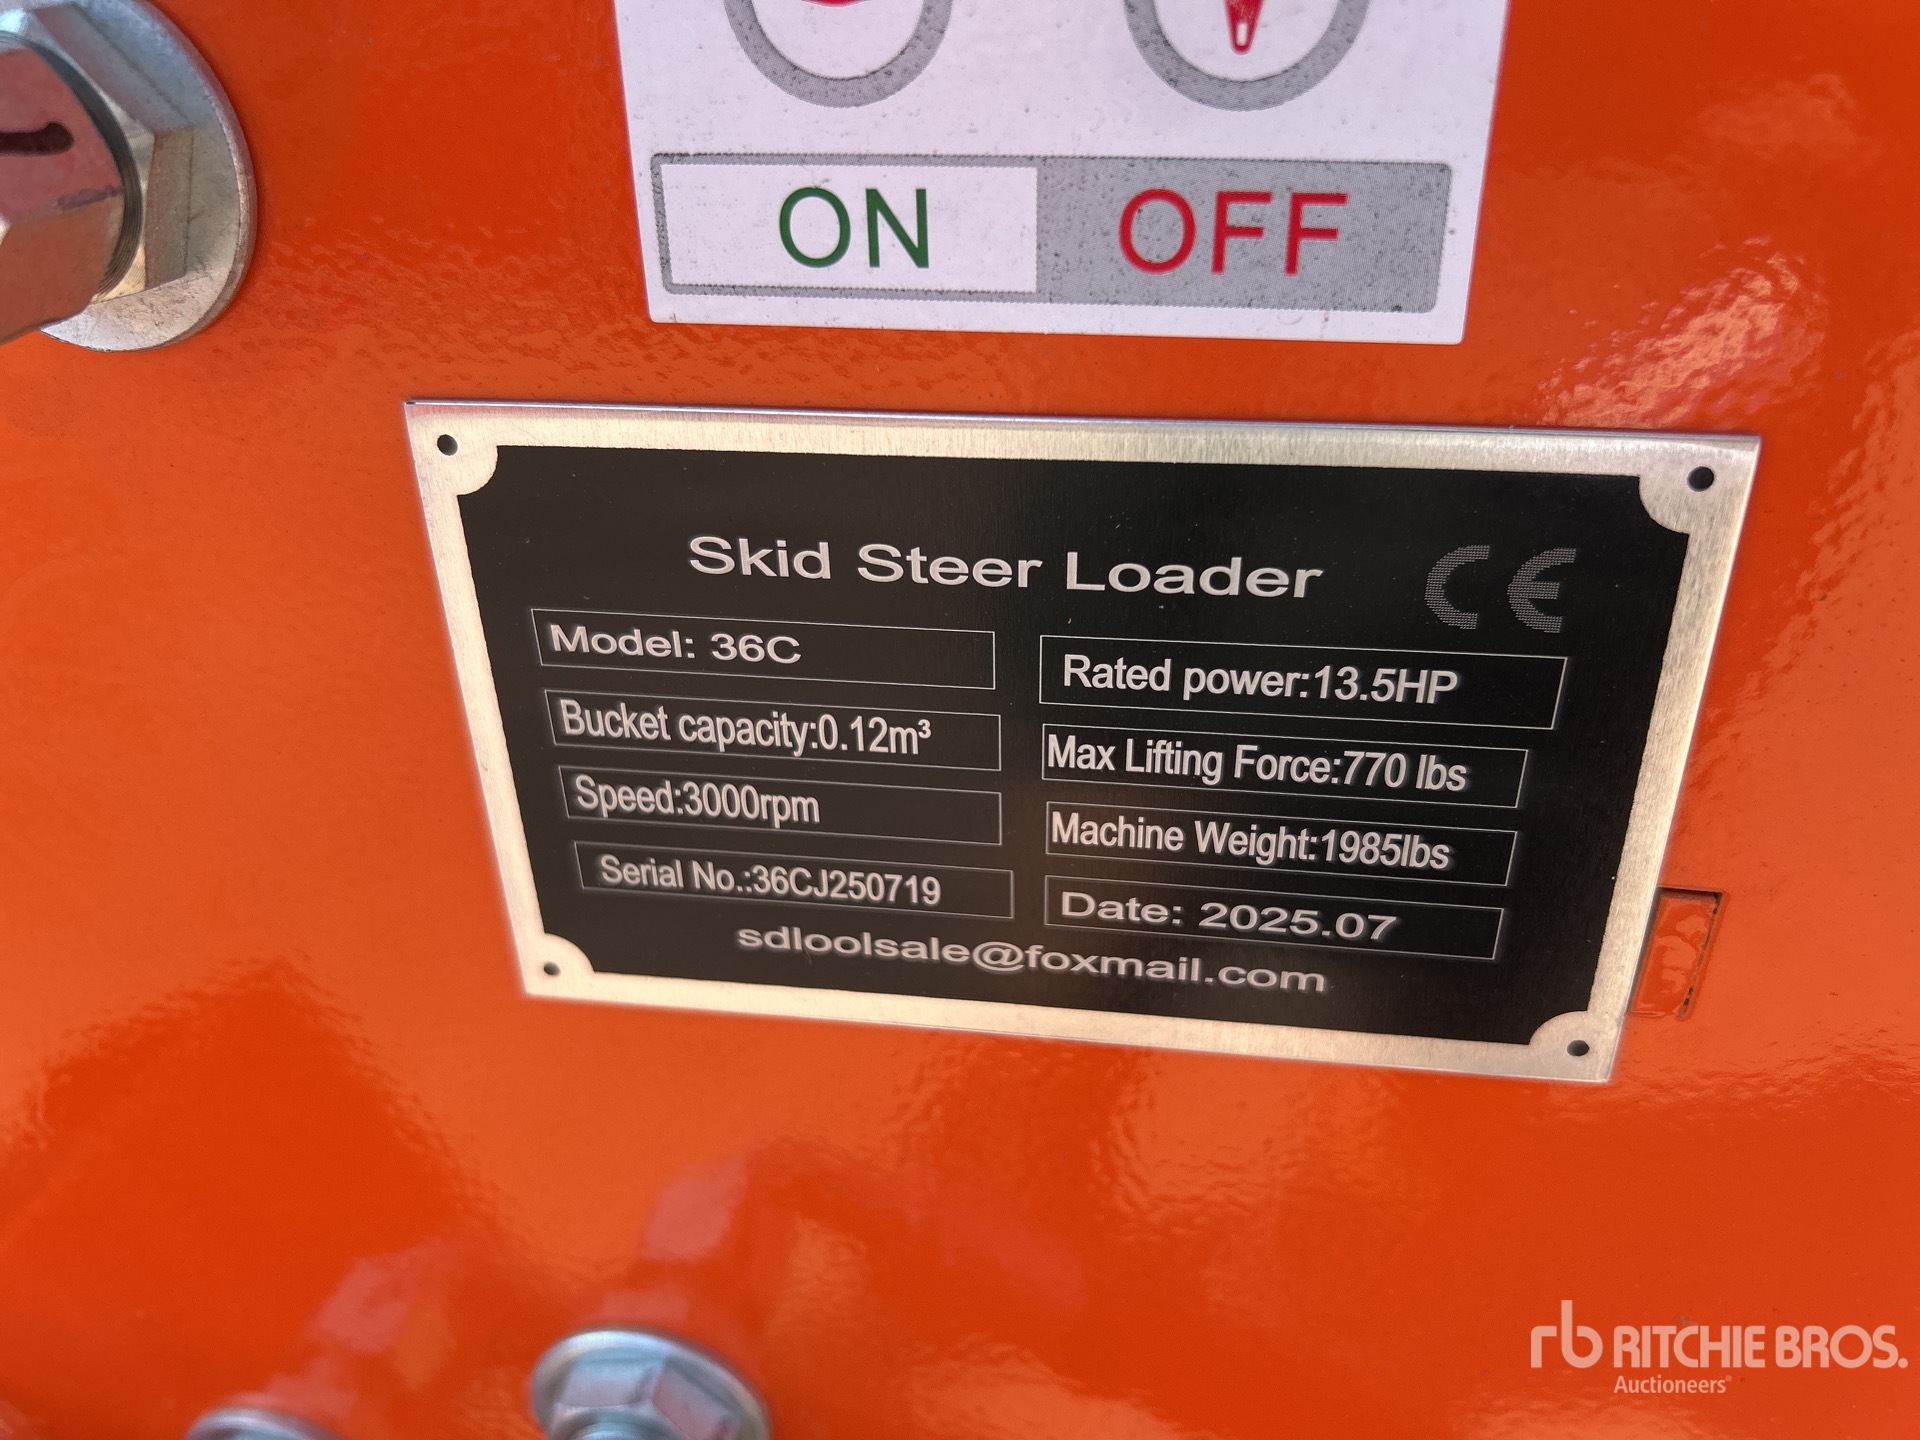 ON OFF
Skid Steer Loader CE
Model: 36C
Rated power:13.5HP
Bucket capacity:0.12m³
Max Lifting Force:770 lbs
Speed:3000rpm
Machine Weight:1985lbs
Serial No.:36CJ250719
Date: 2025.07
sdloolsale@foxmail.com
rb RITCHIE BROS.
Auctioneers